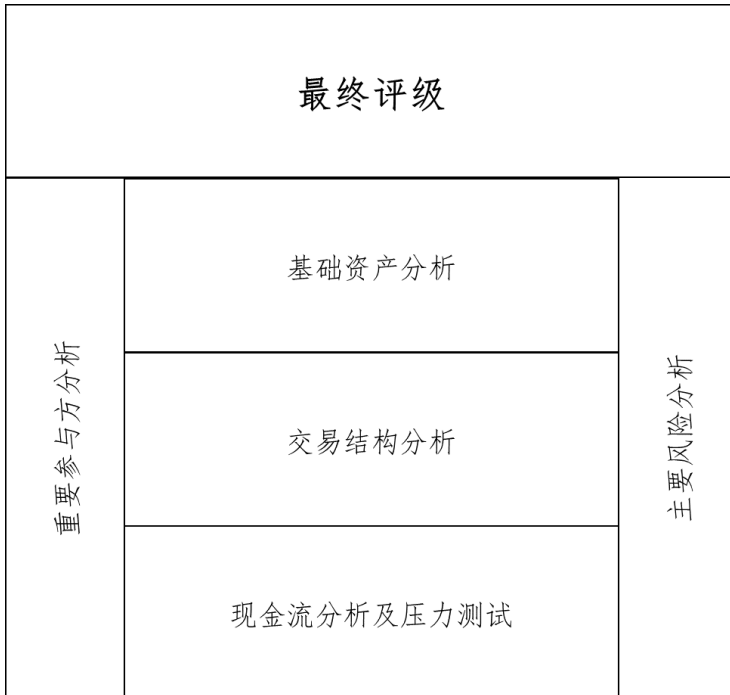 最终评级
重要参与方分析
基础资产分析
交易结构分析
现金流分析及压力测试
主要风险分析